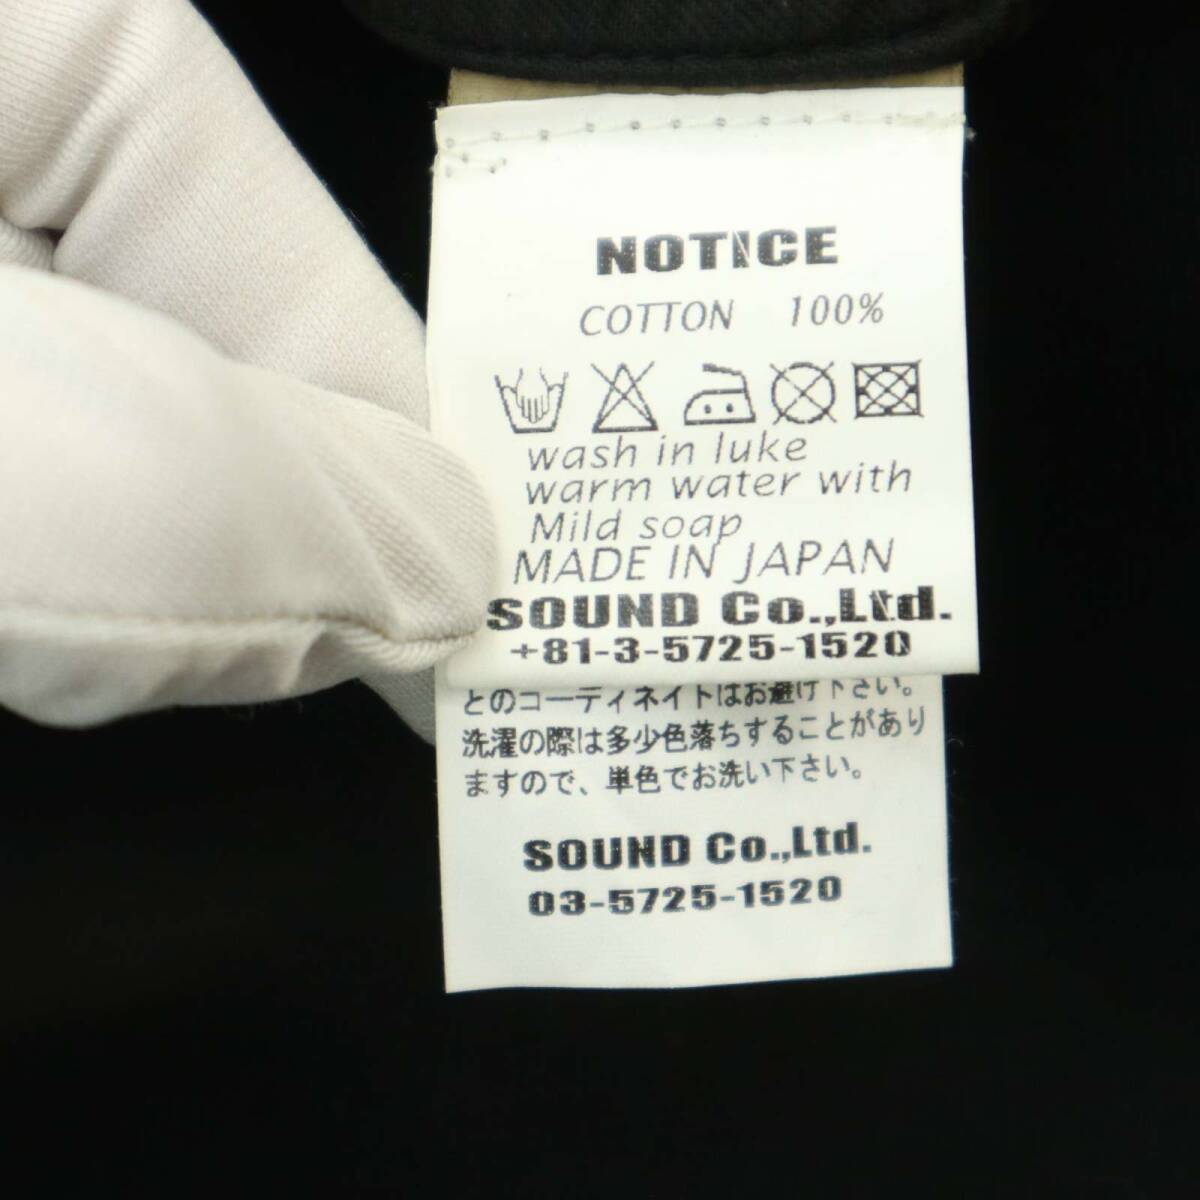 NOTICE
COTTON 100%
wash in luke
warm water with
Mild soap
MADE IN JAPAN
SOUND Co.,Ltd.
+81-3-5725-1520
とのコーディネイトはお避け下さい。
洗濯の際は多少色落ちすることがあり
ますので、単色でお洗い下さい。
SOUND Co.,Ltd.
03-5725-1520